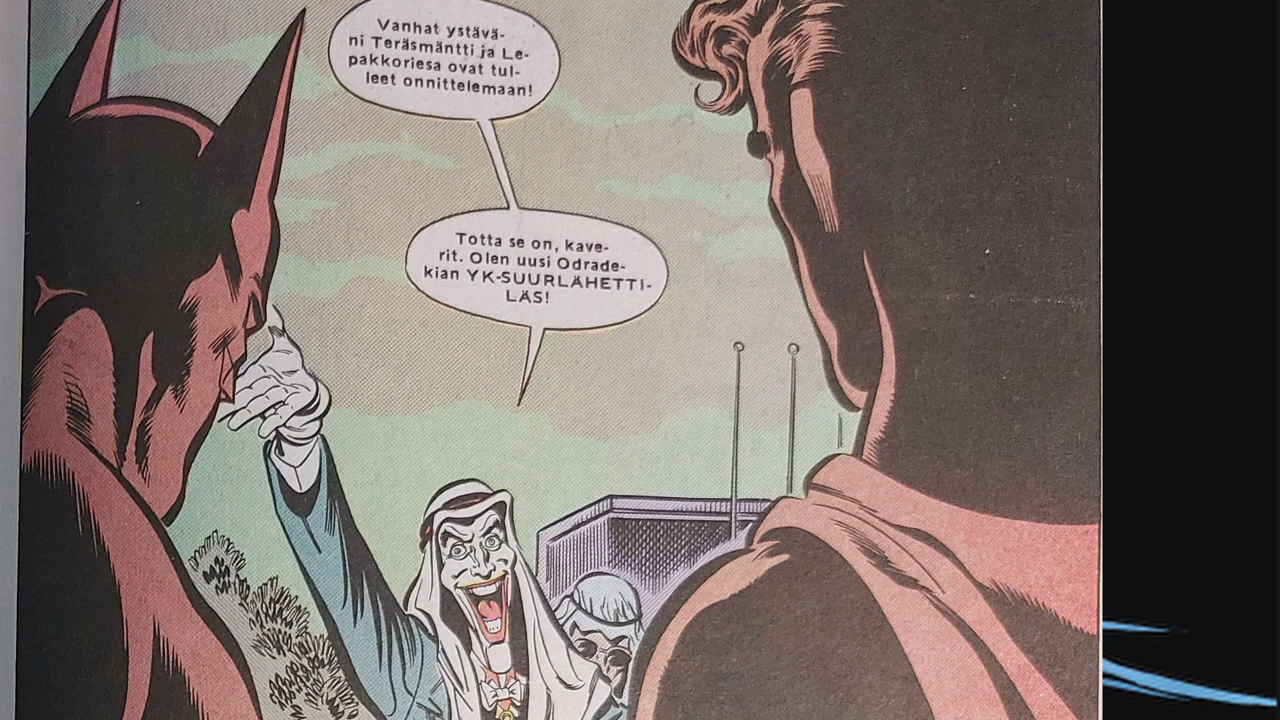 Vanhat ystävä-
ni Teräsmäntti ja Le-
pakkoriesa ovat tul-
leet onnittelemaan!
Totta se on, kave-
rit. Olen uusi Odrade-
kian YK-SUURLÄHETTI-
LÄS!